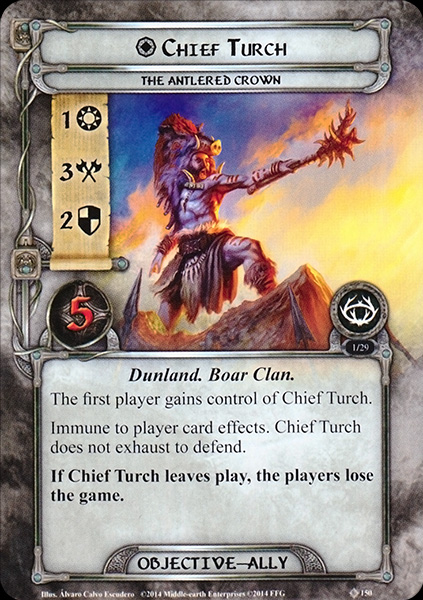 Chief Turch
The Antlered Crown
1
3
2
5
1/29
Dunland. Boar Clan.
The first player gains control of Chief Turch.
Immune to player card effects. Chief Turch
does not exhaust to defend.
If Chief Turch leaves play, the players lose
the game.
Objective–Ally
Illus. Álvaro Calvo Escudero ©2014 Middle-earth Enterprises ©2014 FFG 150